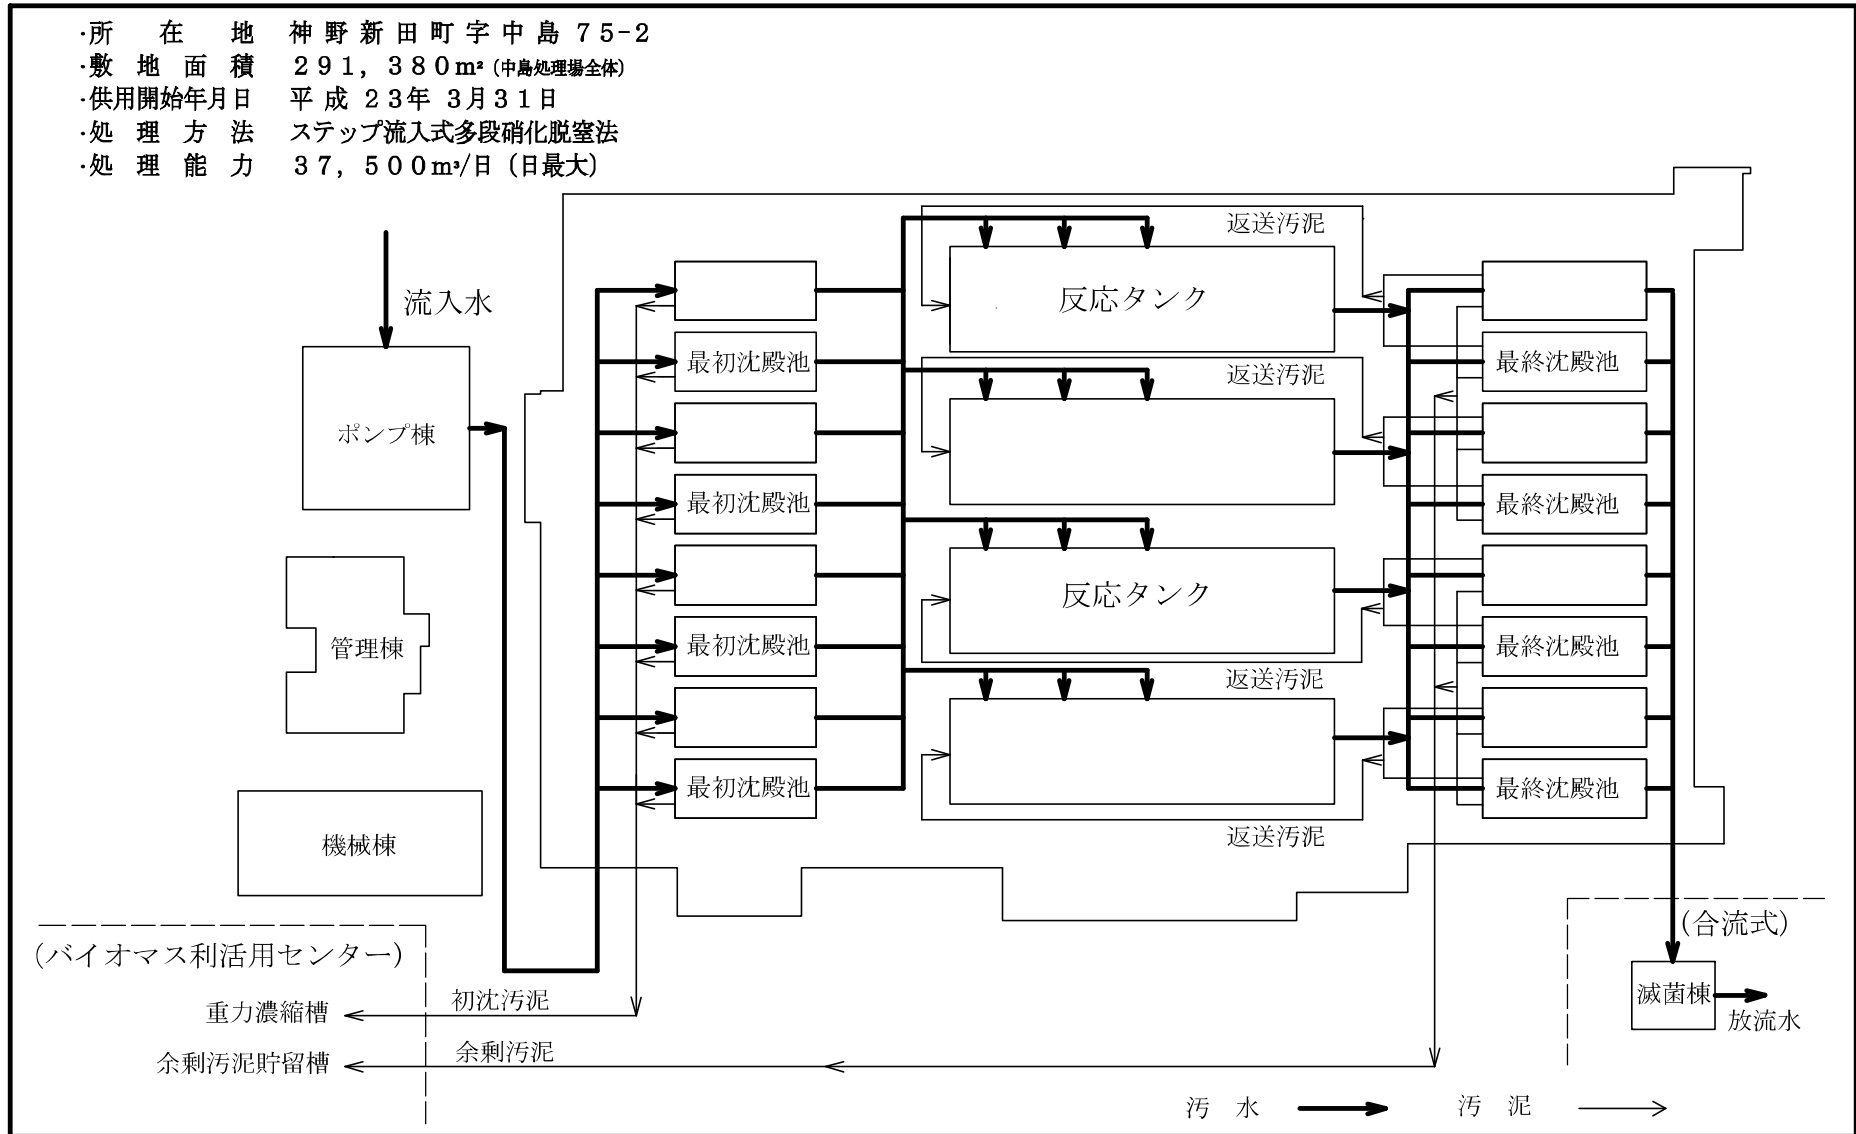 ・所在地 神野新田町字中島75-2
・敷地面積 291,380m²(中島処理場全体)
・供用開始年月日 平成23年3月31日
・処理方法 ステップ流入式多段硝化脱窒法
・処理能力 37,500m³/日(日最大)
返送汚泥
流入水
反応タンク
最初沈殿池
最終沈殿池
返送汚泥
ポンプ棟
最初沈殿池
最終沈殿池
反応タンク
管理棟
最初沈殿池
最終沈殿池
返送汚泥
最初沈殿池
最終沈殿池
返送汚泥
機械棟
(合流式)
(バイオマス利活用センター)
滅菌棟
放流水
重力濃縮槽
初沈汚泥
余剰汚泥貯留槽
余剰汚泥
汚水
汚泥